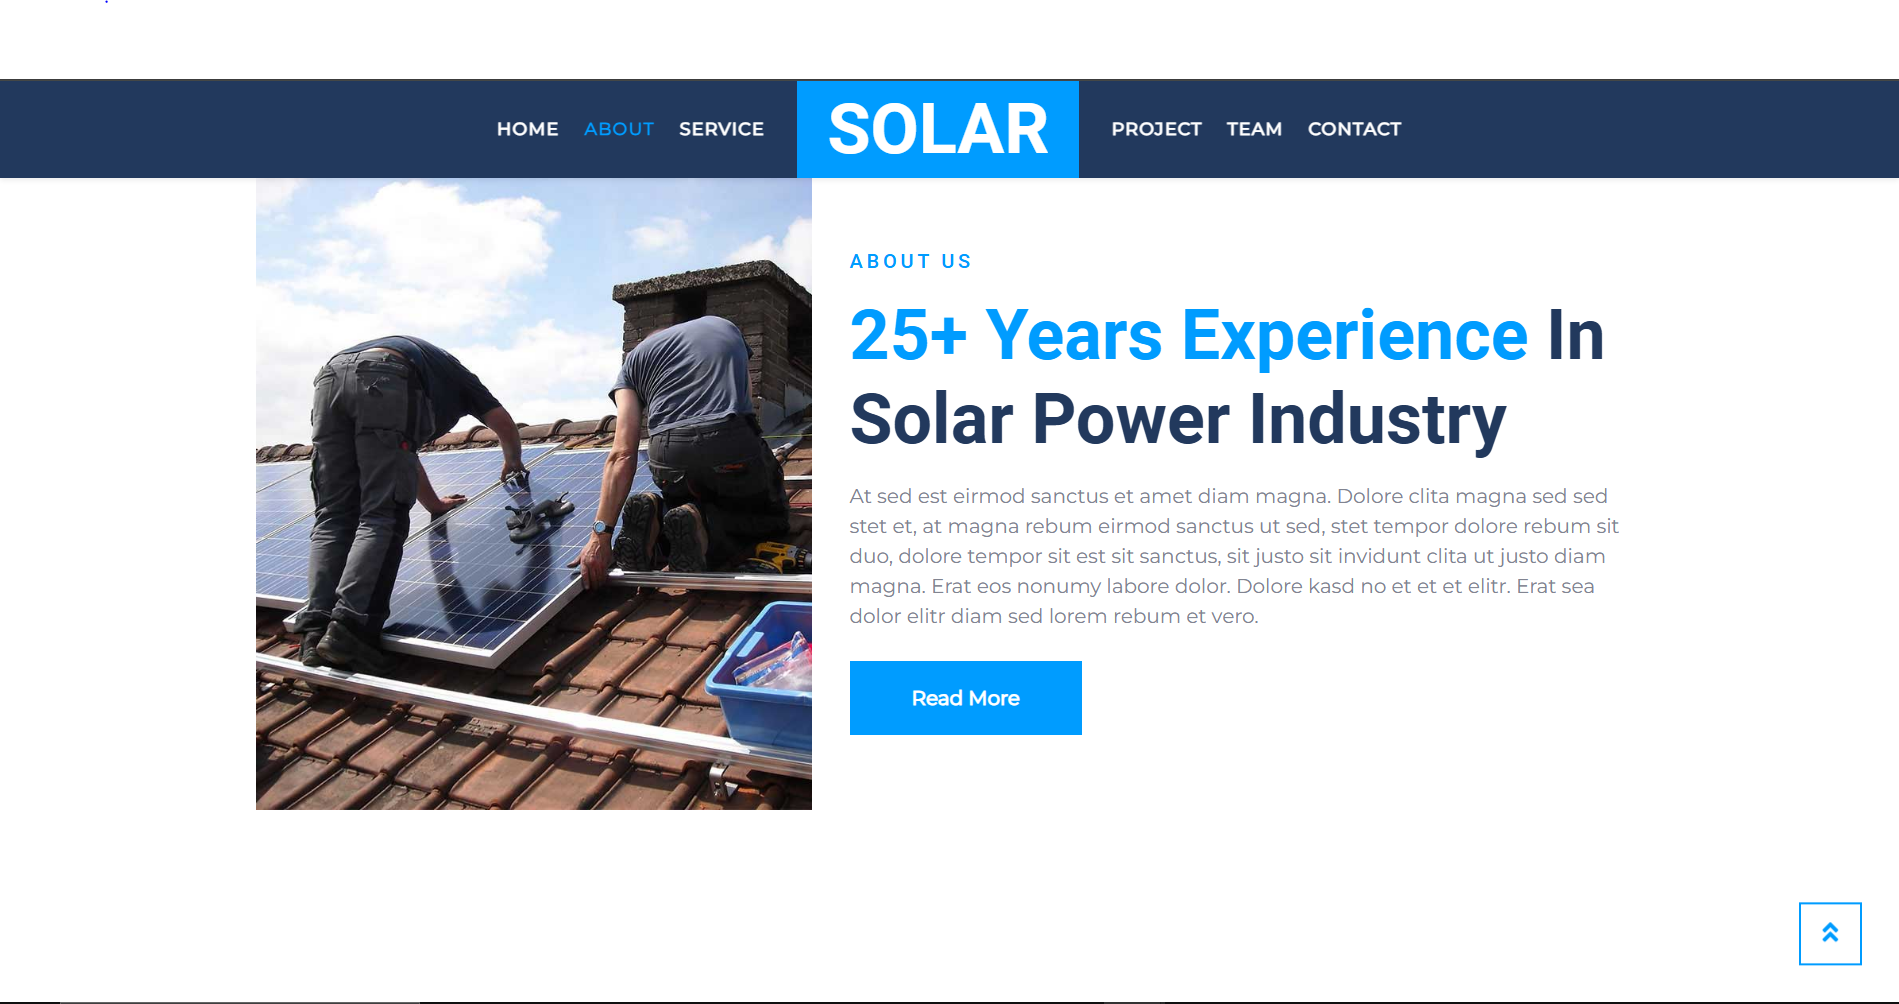 HOME ABOUT SERVICE SOLAR PROJECT TEAM CONTACT
ABOUT US
25+ Years Experience In
Solar Power Industry
At sed est eirmod sanctus et amet diam magna. Dolore clita magna sed sed
stet et, at magna rebum eirmod sanctus ut sed, stet tempor dolore rebum sit
duo, dolore tempor sit est sit sanctus, sit justo sit invidunt clita ut justo diam
magna. Erat eos nonumy labore dolor. Dolore kasd no et et et elitr. Erat sea
dolor elitr diam sed lorem rebum et vero.
Read More